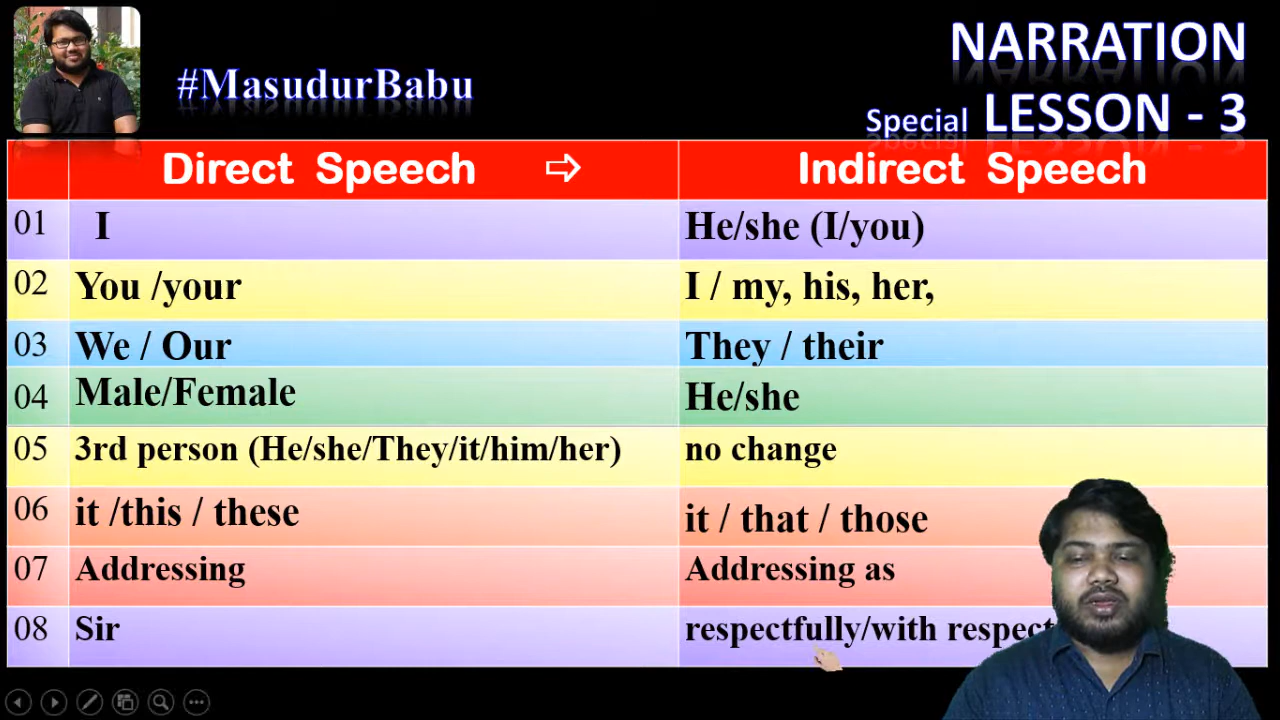 #MasudurBabu
NARRATION
Special LESSON - 3
Direct Speech ⇨ Indirect Speech
01 I He/she (I/you)
02 You /your I / my, his, her,
03 We / Our They / their
04 Male/Female He/she
05 3rd person (He/she/They/it/him/her) no change
06 it /this / these it / that / those
07 Addressing Addressing as
08 Sir respectfully/with respect